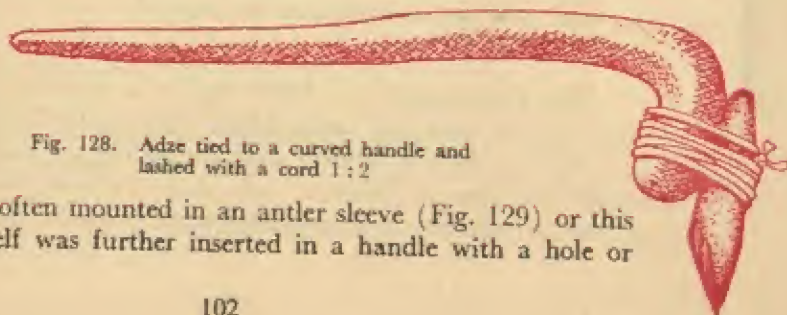 Fig. 128. Adze tied to a curved handle and
lashed with a cord 1 : 2
often mounted in an antler sleeve (Fig. 129) or this
elf was further inserted in a handle with a hole or
102